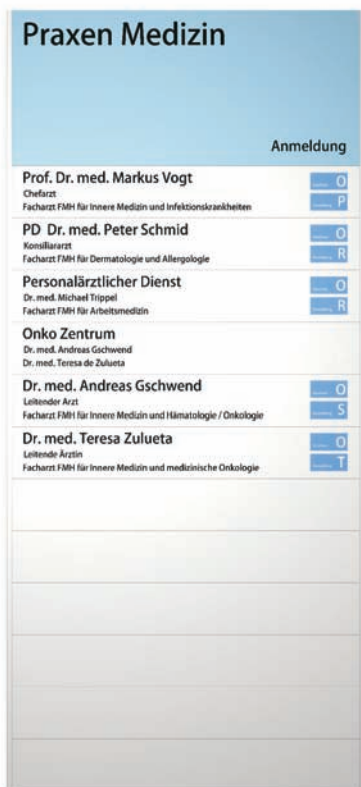 Praxen Medizin
Anmeldung
Prof. Dr. med. Markus Vogt
Chefarzt
Facharzt FMH für Innere Medizin und Infektionskrankheiten
O
P
PD Dr. med. Peter Schmid
Konsiliararzt
Facharzt FMH für Dermatologie und Allergologie
O
R
Personalärztlicher Dienst
Dr. med. Michael Trippel
Facharzt FMH für Arbeitsmedizin
O
R
Onko Zentrum
Dr. med. Andreas Gschwend
Dr. med. Teresa de Zulueta
Dr. med. Andreas Gschwend
Leitender Arzt
Facharzt FMH für Innere Medizin und Hämatologie / Onkologie
O
S
Dr. med. Teresa Zulueta
Leitende Ärztin
Facharzt FMH für Innere Medizin und medizinische Onkologie
O
T